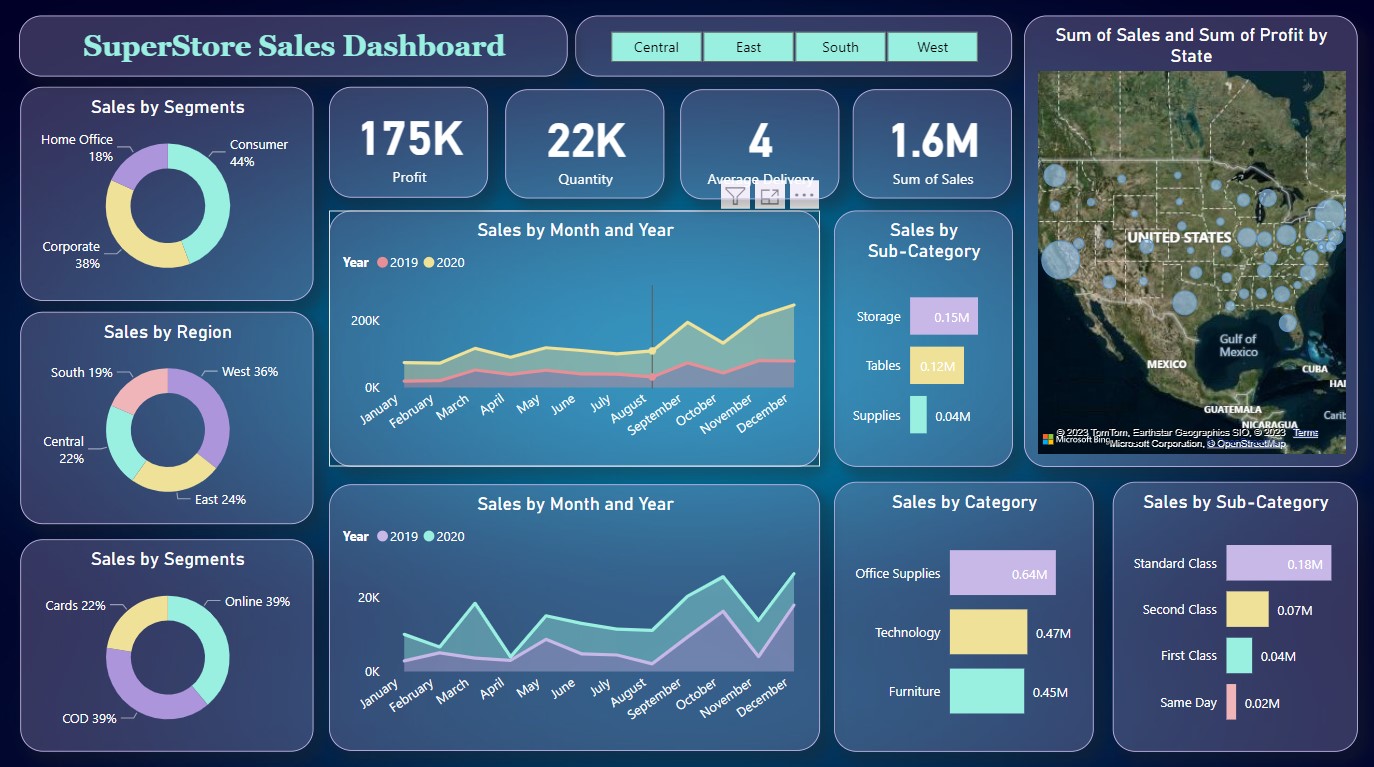 SuperStore Sales Dashboard
Central
East
South
West
Sum of Sales and Sum of Profit by
State
Sales by Segments
Home Office
18%
Consumer
44%
Corporate
38%
175K
Profit
22K
Quantity
4
Average Delivery
1.6M
Sum of Sales
Sales by Month and Year
Year 2019 2020
200K
0K
January
February
March
April
May
June
July
August
September
October
November
December
Sales by
Sub-Category
Storage
0.15M
Tables
0.12M
Supplies
0.04M
UNITED STATES
Gulf of
Mexico
MEXICO
CUBA
HAI
GUATEMALA
Carib
NICARAGUA
Microsoft Bing
© 2023 TomTom, Earthstar Geographics SIO, © 2023
Microsoft Corporation, © OpenStreetMap
Terms
Sales by Region
South 19%
West 36%
Central
22%
East 24%
Sales by Segments
Cards 22%
Online 39%
COD 39%
Sales by Month and Year
Year 2019 2020
20K
0K
January
February
March
April
May
June
July
August
September
October
November
December
Sales by Category
Office Supplies
0.64M
Technology
0.47M
Furniture
0.45M
Sales by Sub-Category
Standard Class
0.18M
Second Class
0.07M
First Class
0.04M
Same Day
0.02M